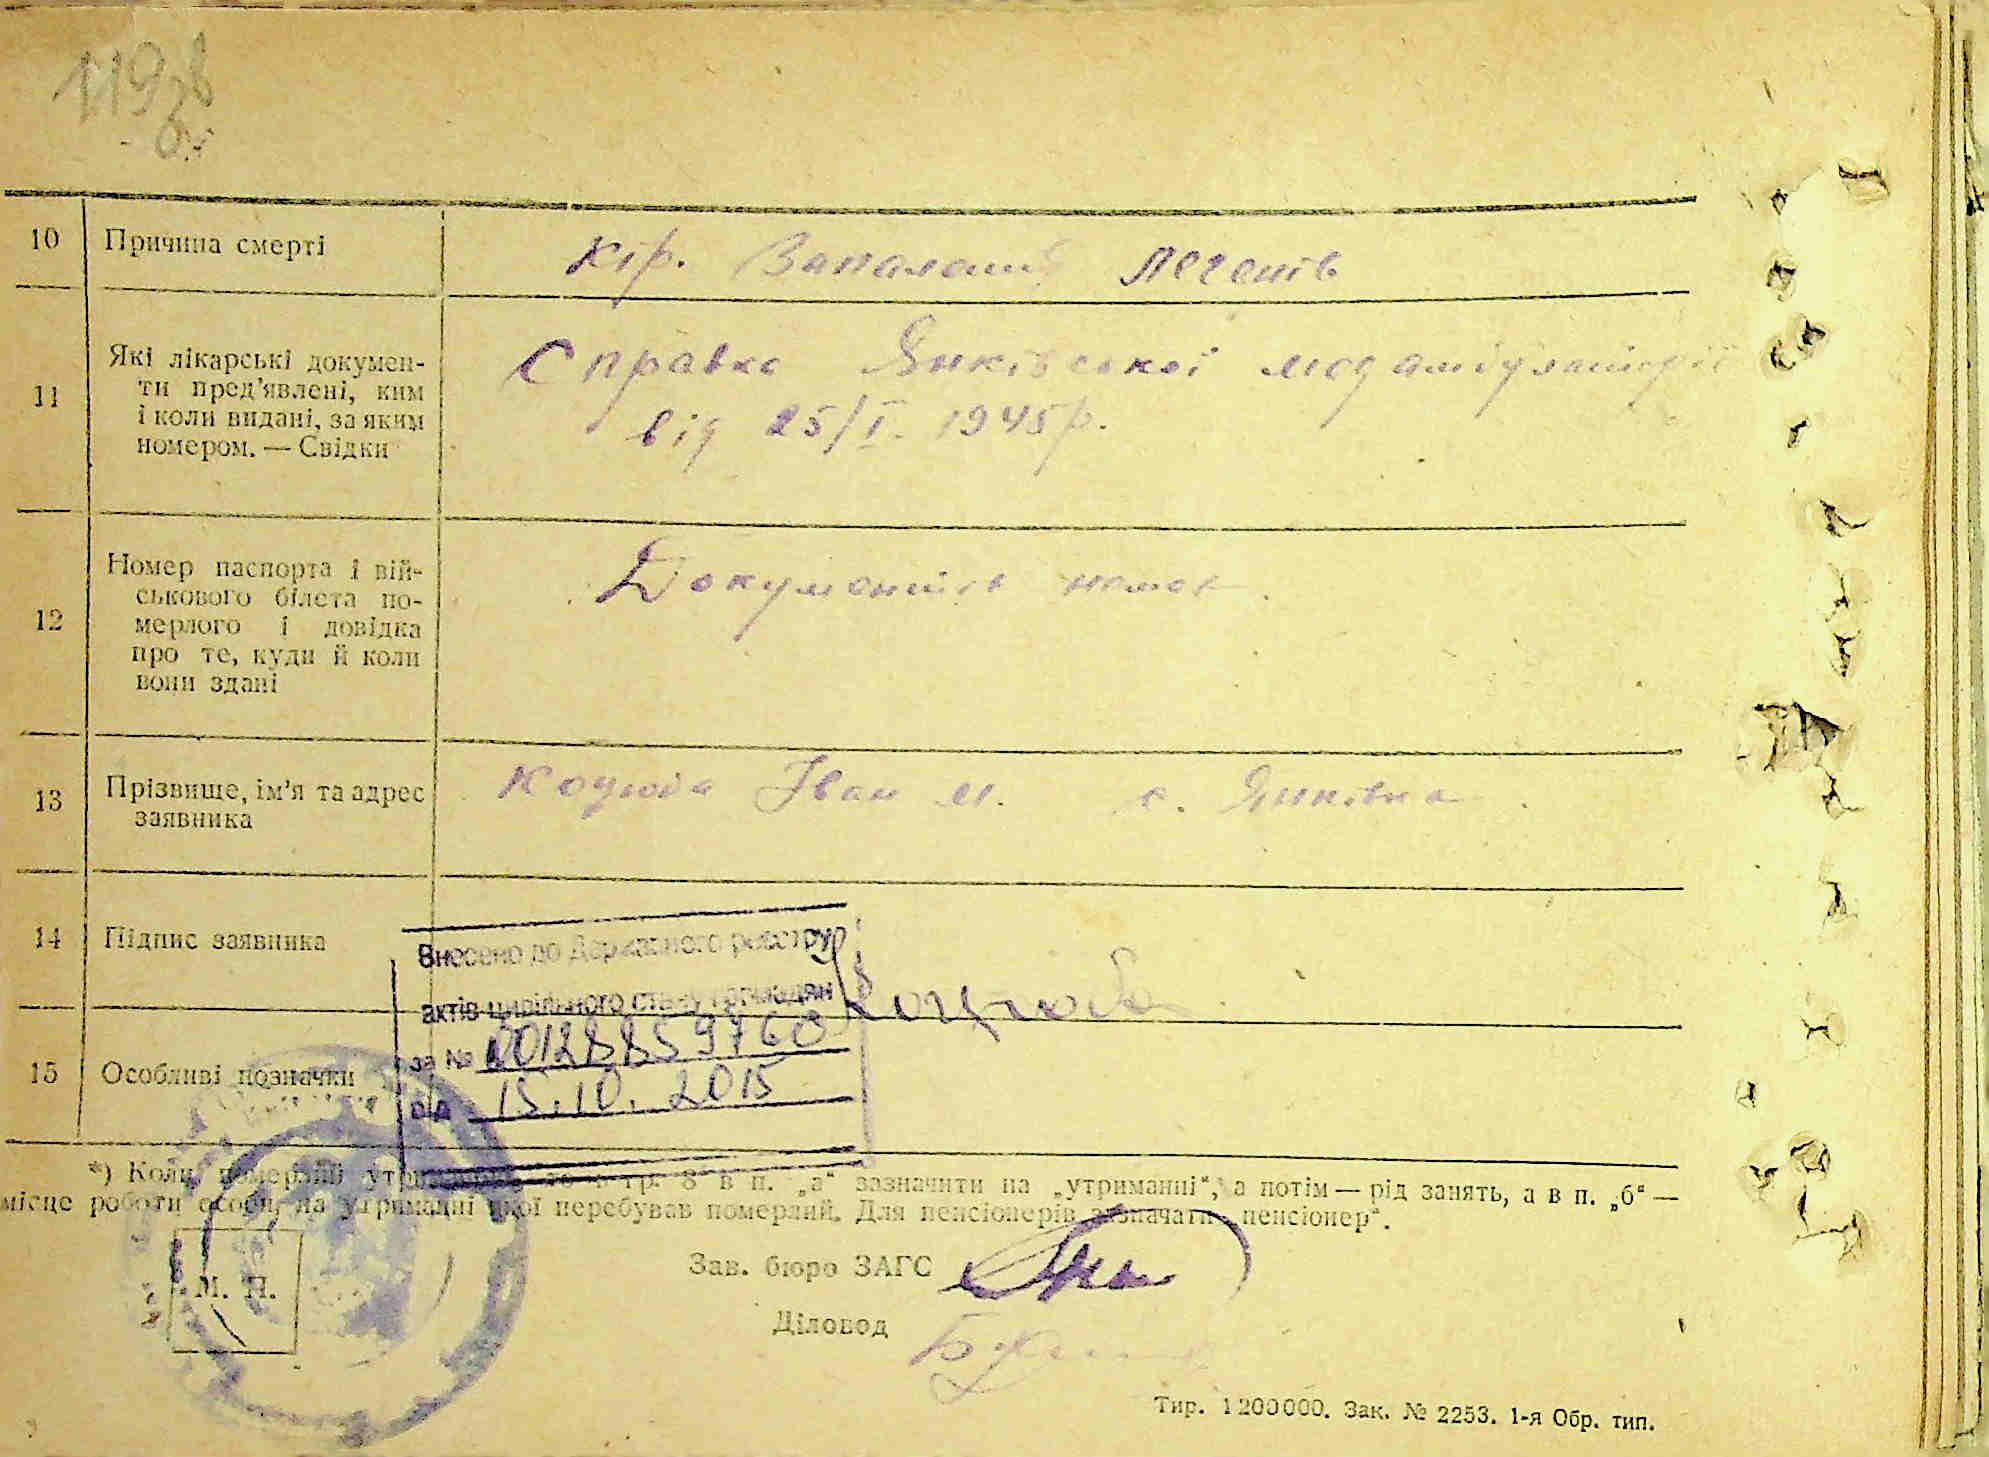 119
10 Причина смерті
кір. Запалення легенів
11 Які лікарські докумен-
ти пред'явлені, ким
і коли видані, за яким
номером. — Свідки
Справка Янківської медамбулаторії
від 25/I. 1945р.
12 Номер паспорта і вій-
ськового білета по-
мерлого і довідка
про те, куди й коли
вони здані
Документів немає.
13 Прізвище, ім'я та адрес
заявника
Коцюба Іван М. с. Янківка
14 Підпис заявника
Коцюба
Внесено до Державного реєстру
актів цивільного стану громадян
за № 00128859760
від 15.10.2015
15 Особливі позначки
*) Коли померлий утриманець, то в гр. 8 в п. „а“ зазначити на „утриманні“, а потім — рід занять, а в п. „б“ —
місце роботи особи, на утриманні якої перебував померлий. Для пенсіонерів зазначати „пенсіонер“.
М. П.
Зав. бюро ЗАГС
Діловод
Тир. 1200000. Зак. № 2253. 1-я Обр. тип.